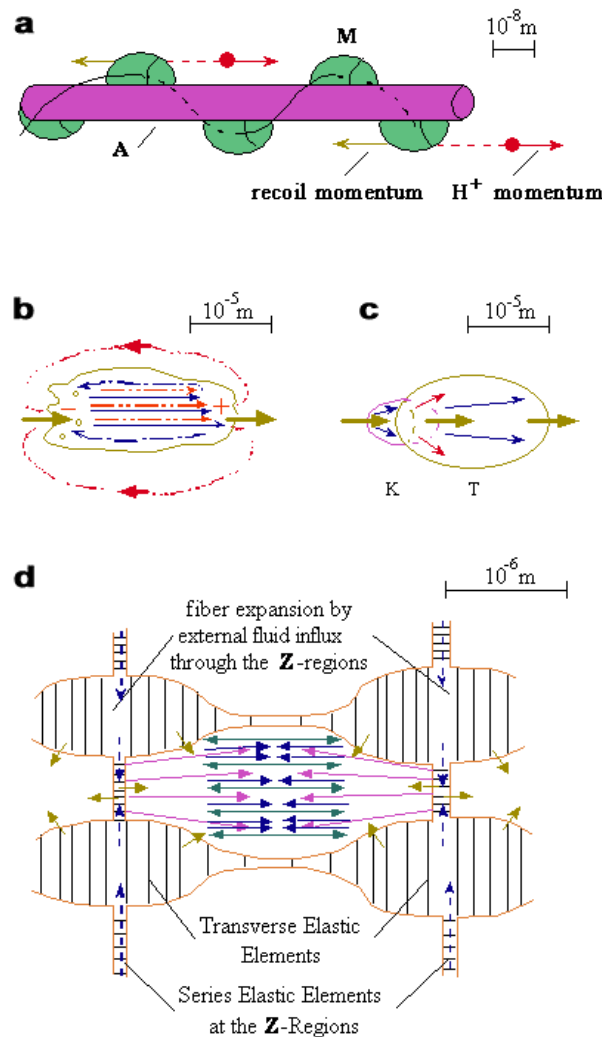 a
M
10⁻⁸m
A
recoil momentum
H⁺ momentum
b
10⁻⁵m
c
10⁻⁵m
−
+
K
T
d
10⁻⁶m
fiber expansion by
external fluid influx
through the Z-regions
Transverse Elastic
Elements
Series Elastic Elements
at the Z-Regions